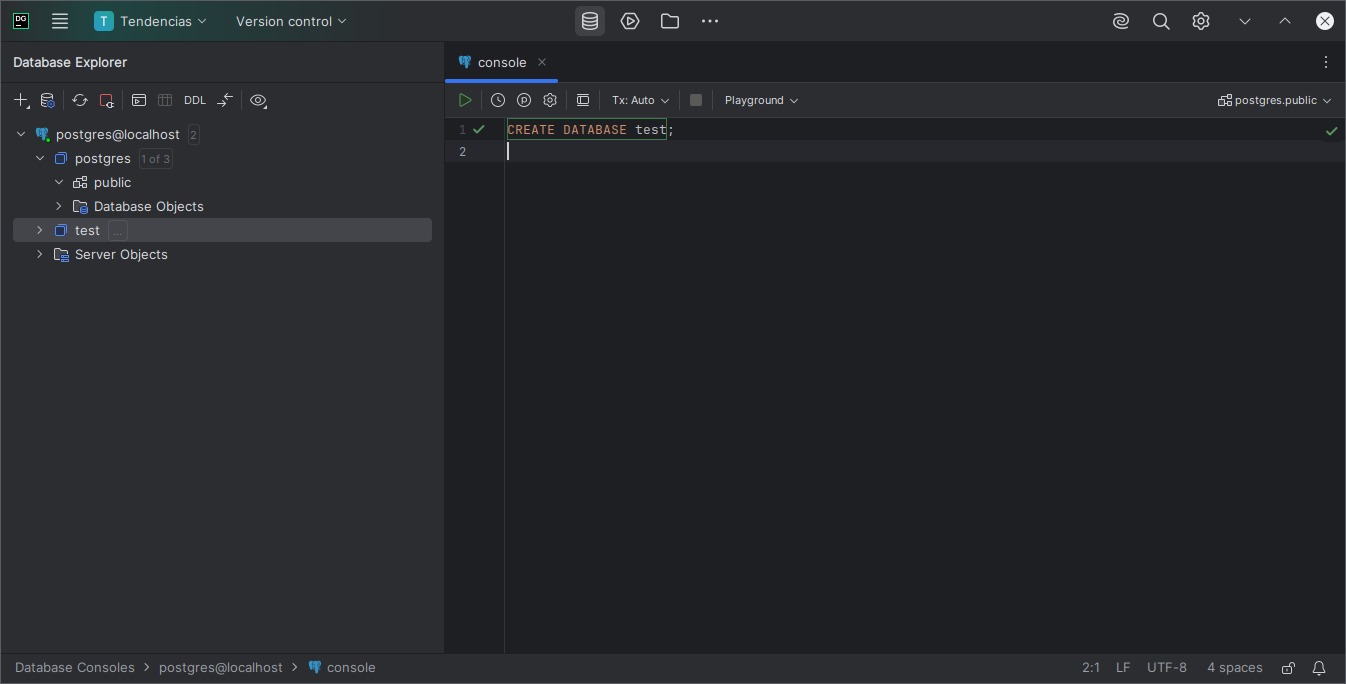 DG
T Tendencias Version control
Database Explorer
console
DDL
Tx: Auto Playground postgres.public
postgres@localhost 2
postgres 1 of 3
public
Database Objects
test ...
Server Objects
1 CREATE DATABASE test;
2
Database Consoles > postgres@localhost > console
2:1 LF UTF-8 4 spaces